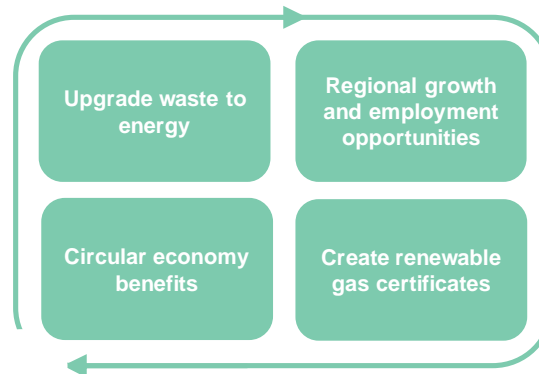 Upgrade waste to
energy
Regional growth
and employment
opportunities
Circular economy
benefits
Create renewable
gas certificates